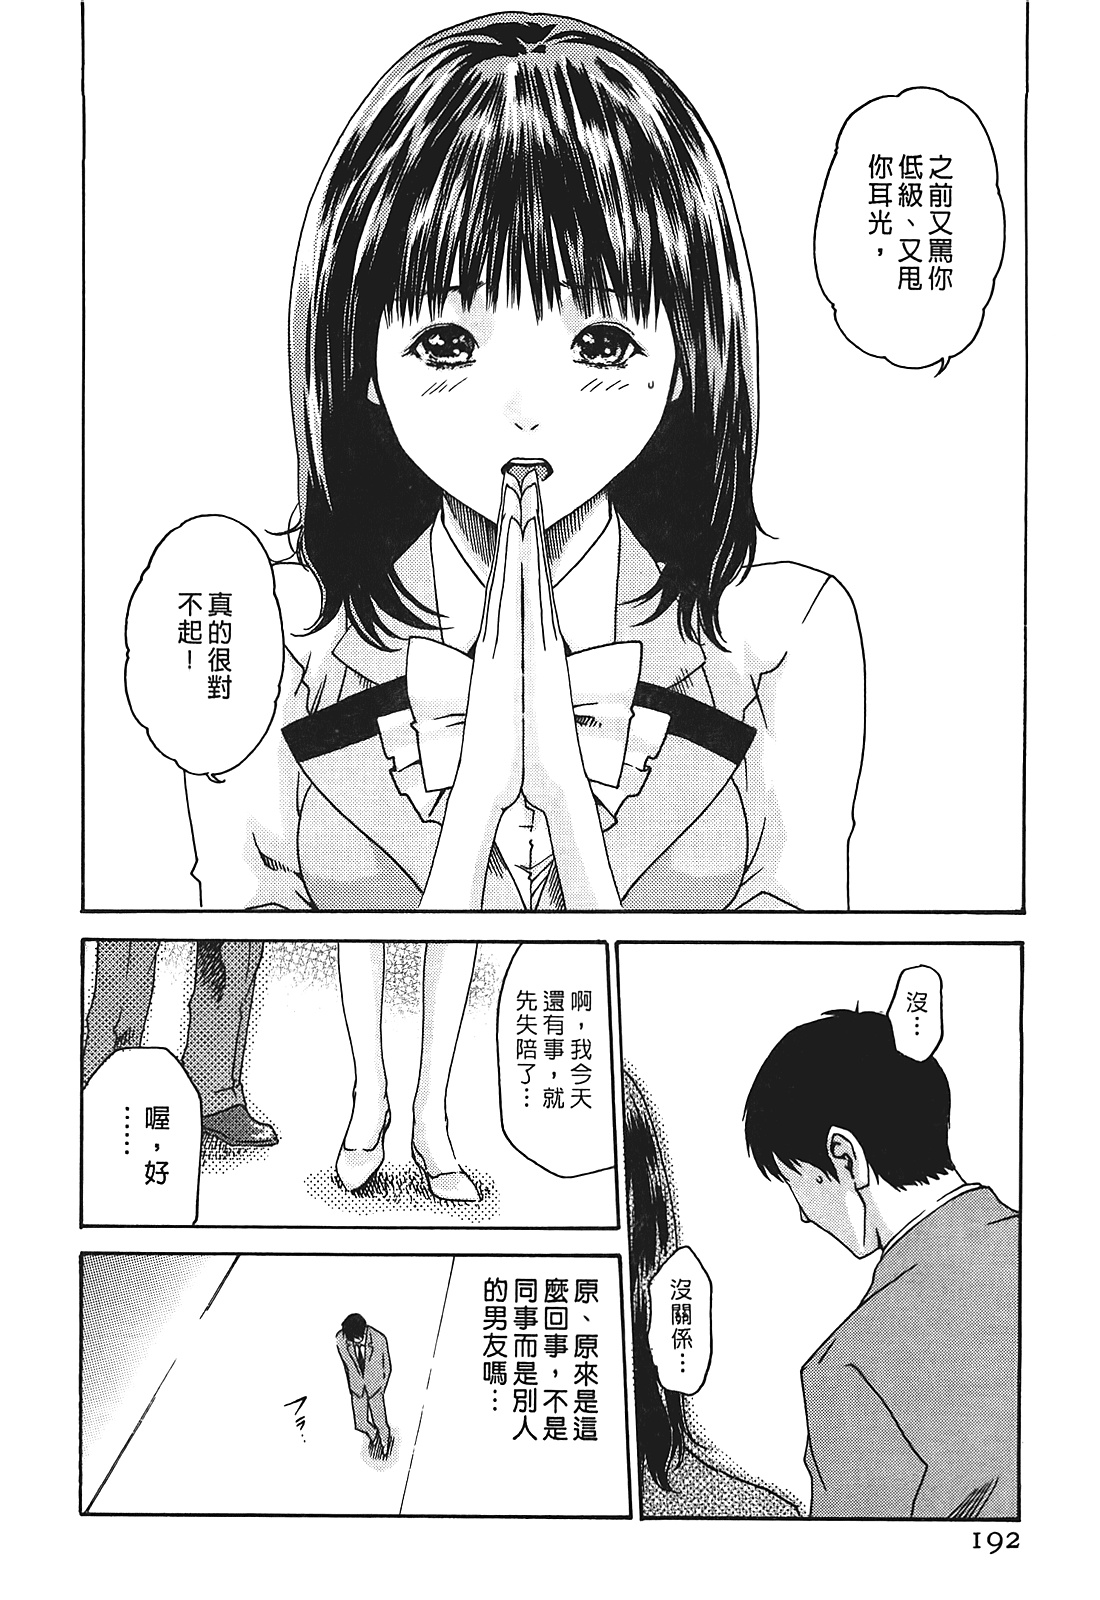 之前又罵你
低級、又甩
你耳光，
真的很對
不起！
沒…
沒關係…
啊，我今天
還有事，就
先失陪了…
喔，好
……
原、原來是這
麼回事，不是
同事而是別人
的男友嗎…
フラ
192